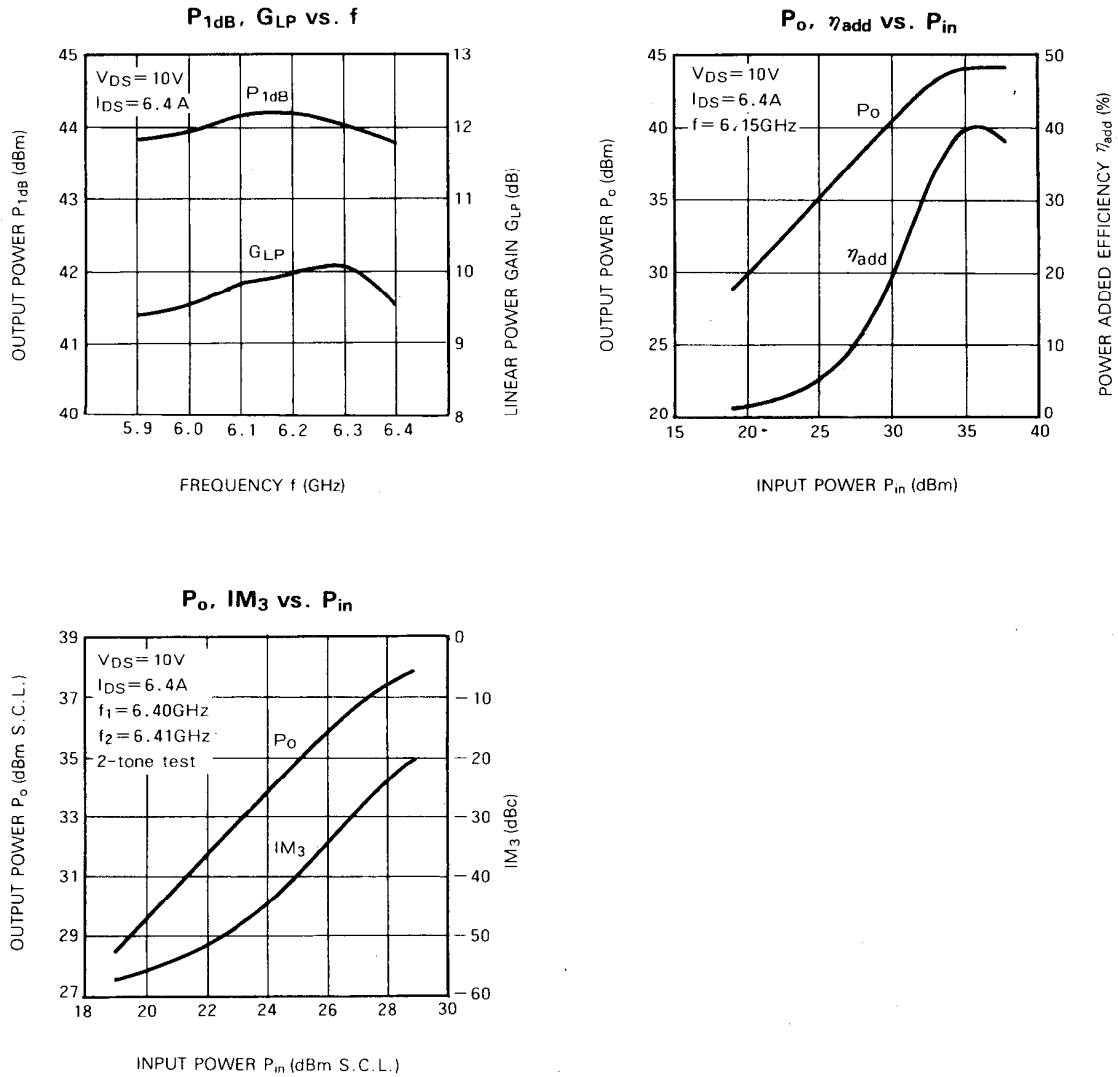 P1dB, GLP vs. f
45
44
43
42
41
40
OUTPUT POWER P1dB (dBm)
VDS=10V
IDS=6.4A
P1dB
GLP
13
12
11
10
9
8
LINEAR POWER GAIN GLP (dB)
5.9 6.0 6.1 6.2 6.3 6.4
FREQUENCY f (GHz)
Po, ηadd vs. Pin
45
40
35
30
25
20
OUTPUT POWER Po (dBm)
VDS=10V
IDS=6.4A
f=6.15GHz
Po
ηadd
50
40
30
20
10
0
POWER ADDED EFFICIENCY ηadd (%)
15 20 25 30 35 40
INPUT POWER Pin (dBm)
Po, IM3 vs. Pin
39
37
35
33
31
29
27
OUTPUT POWER Po (dBm S.C.L.)
VDS=10V
IDS=6.4A
f1=6.40GHz
f2=6.41GHz
2-tone test
Po
IM3
0
-10
-20
-30
-40
-50
-60
IM3 (dBc)
18 20 22 24 26 28 30
INPUT POWER Pin (dBm S.C.L.)